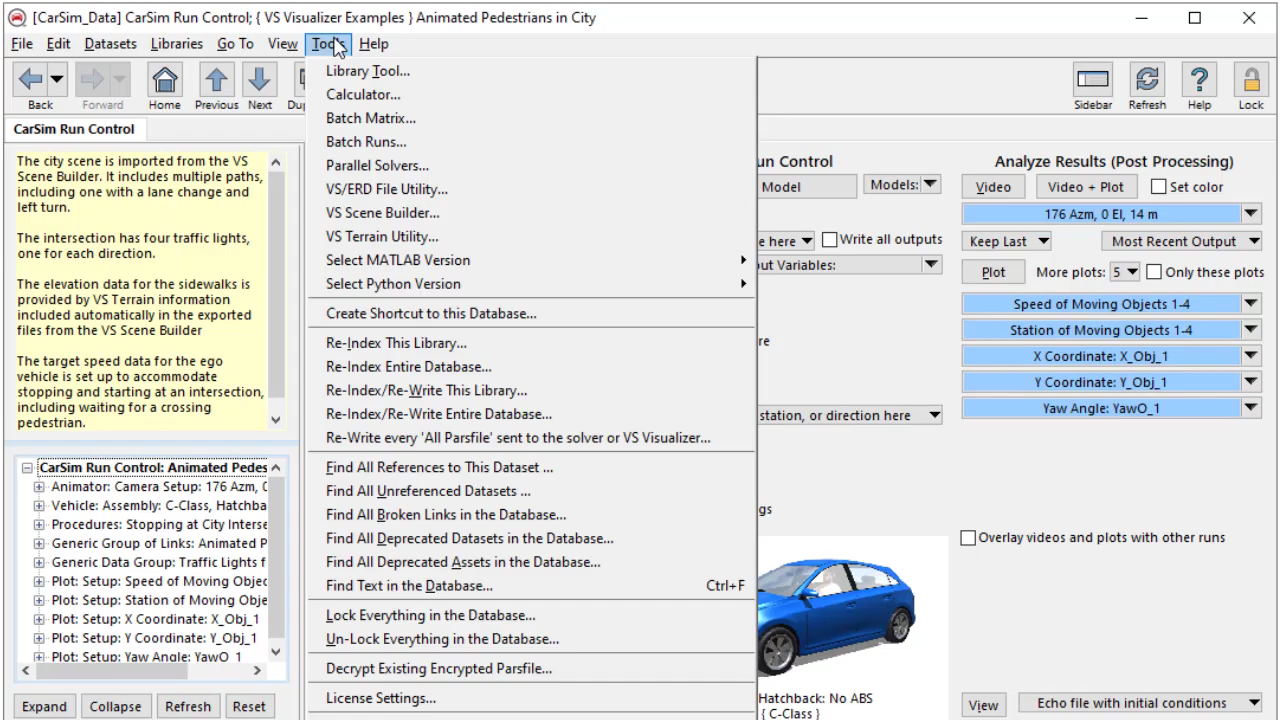 [CarSim_Data] CarSim Run Control; { VS Visualizer Examples } Animated Pedestrians in City
File Edit Datasets Libraries Go To View Tools Help
Back Forward Home Previous Next Sidebar Refresh Help Lock
CarSim Run Control
The city scene is imported from the VS
Scene Builder. It includes multiple paths,
including one with a lane change and
left turn.
The intersection has four traffic lights,
one for each direction.
The elevation data for the sidewalks is
provided by VS Terrain information
included automatically in the exported
files from the VS Scene Builder
The target speed data for the ego
vehicle is set up to accommodate
stopping and starting at an intersection,
including waiting for a crossing
pedestrian.
CarSim Run Control: Animated Pedes
Animator: Camera Setup: 176 Azm, 0
Vehicle: Assembly: C-Class, Hatchba
Procedures: Stopping at City Interse
Generic Group of Links: Animated P
Generic Data Group: Traffic Lights f
Plot: Setup: Speed of Moving Objec
Plot: Setup: Station of Moving Obje
Plot: Setup: X Coordinate: X_Obj_1
Plot: Setup: Y Coordinate: Y_Obj_1
Plot: Setup: Yaw Angle: YawO_1
Expand Collapse Refresh Reset
Library Tool...
Calculator...
Batch Matrix...
Batch Runs...
Parallel Solvers...
VS/ERD File Utility...
VS Scene Builder...
VS Terrain Utility...
Select MATLAB Version
Select Python Version
Create Shortcut to this Database...
Re-Index This Library...
Re-Index Entire Database...
Re-Index/Re-Write This Library...
Re-Index/Re-Write Entire Database...
Re-Write every 'All Parsfile' sent to the solver or VS Visualizer...
Find All References to This Dataset ...
Find All Unreferenced Datasets ...
Find All Broken Links in the Database...
Find All Deprecated Datasets in the Database...
Find All Deprecated Assets in the Database...
Find Text in the Database... Ctrl+F
Lock Everything in the Database...
Un-Lock Everything in the Database...
Decrypt Existing Encrypted Parsfile...
License Settings...
un Control
Model Models:
e here Write all outputs
out Variables:
re
station, or direction here
gs
Hatchback: No ABS
{ C-Class }
Analyze Results (Post Processing)
Video Video + Plot Set color
176 Azm, 0 El, 14 m
Keep Last Most Recent Output
Plot More plots: 5 Only these plots
Speed of Moving Objects 1-4
Station of Moving Objects 1-4
X Coordinate: X_Obj_1
Y Coordinate: Y_Obj_1
Yaw Angle: YawO_1
Overlay videos and plots with other runs
View Echo file with initial conditions